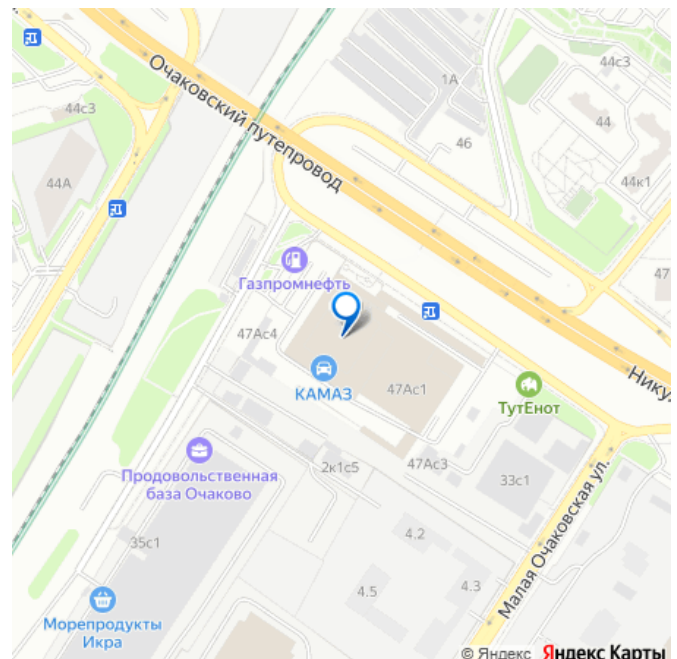 44с3
44с3
1А
Очаковский путепровод
46
44
44А
44к1
Газпромнефть
47
47Ас4
КАМАЗ
47Ас1
Нику
ТутЕнот
Продовольственная
база Очаково
2к1с5
47Ас3
33с1
Малая Очаковская ул.
35с1
4.2
4.5
4.3
Морепродукты
Икра
© Яндекс Яндекс Карты